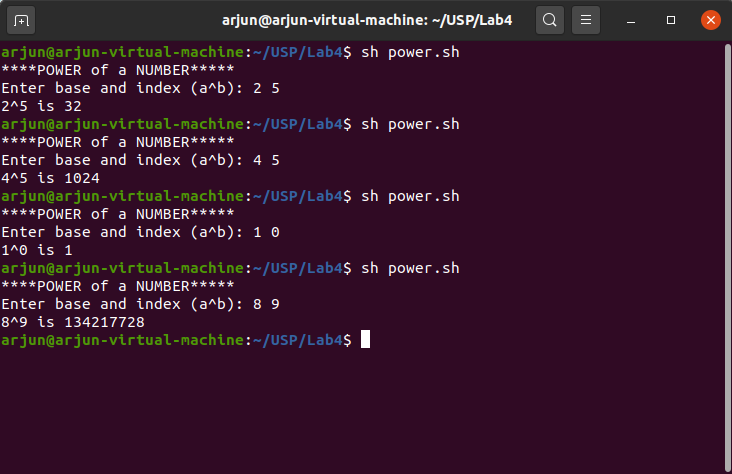 arjun@arjun-virtual-machine: ~/USP/Lab4
arjun@arjun-virtual-machine:~/USP/Lab4$ sh power.sh
****POWER of a NUMBER*****
Enter base and index (a^b): 2 5
2^5 is 32
arjun@arjun-virtual-machine:~/USP/Lab4$ sh power.sh
****POWER of a NUMBER*****
Enter base and index (a^b): 4 5
4^5 is 1024
arjun@arjun-virtual-machine:~/USP/Lab4$ sh power.sh
****POWER of a NUMBER*****
Enter base and index (a^b): 1 0
1^0 is 1
arjun@arjun-virtual-machine:~/USP/Lab4$ sh power.sh
****POWER of a NUMBER*****
Enter base and index (a^b): 8 9
8^9 is 134217728
arjun@arjun-virtual-machine:~/USP/Lab4$